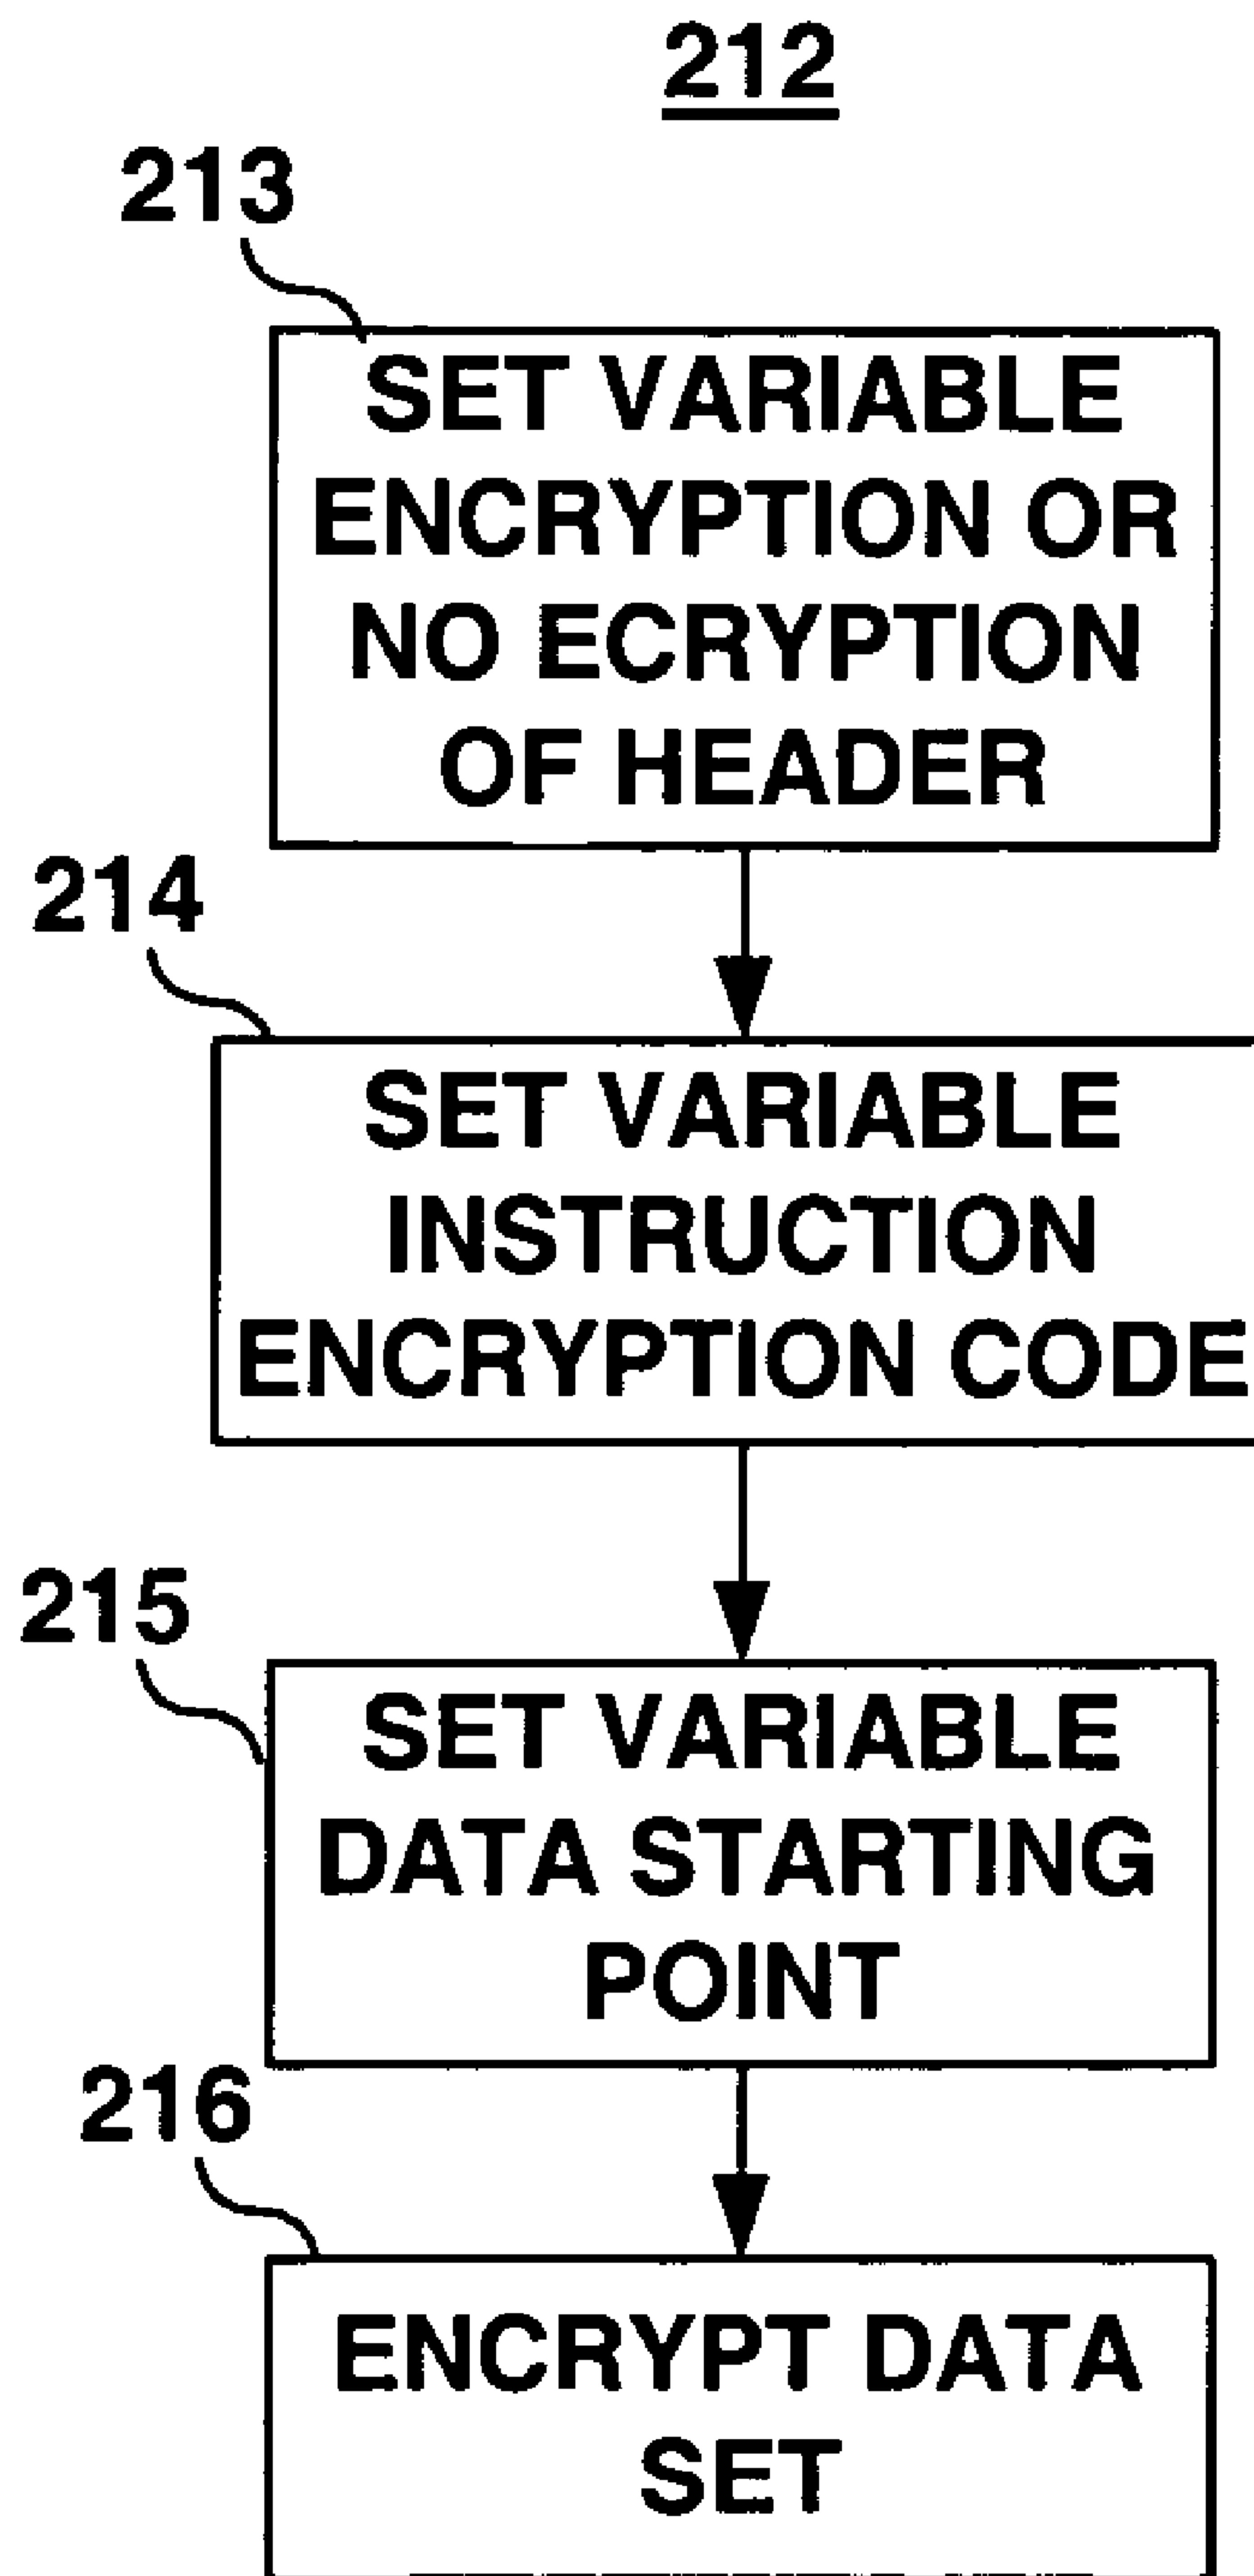 212
213
SET VARIABLE
ENCRYPTION OR
NO ECRYPTION
OF HEADER
214
SET VARIABLE
INSTRUCTION
ENCRYPTION CODE
215
SET VARIABLE
DATA STARTING
POINT
216
ENCRYPT DATA
SET